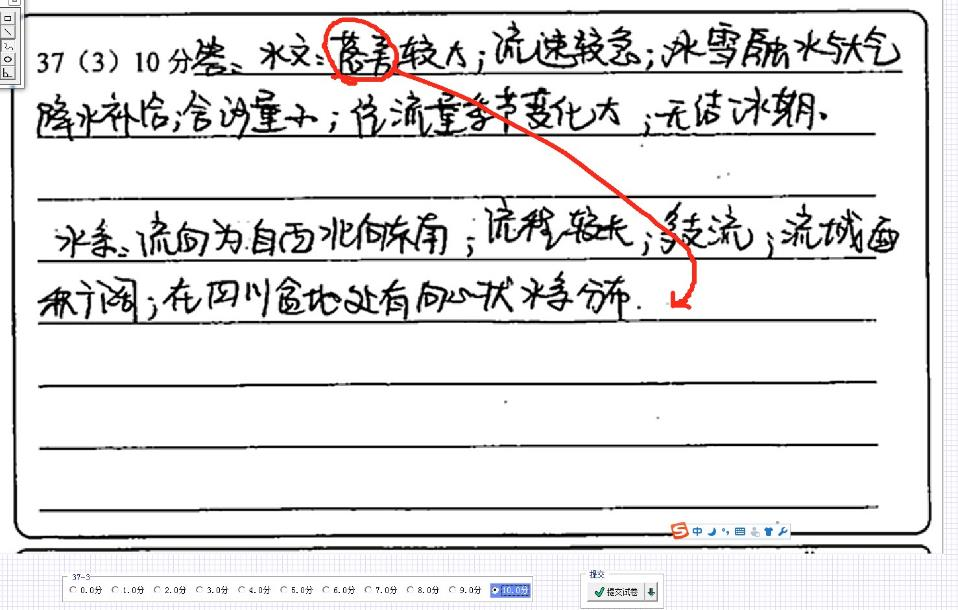 37（3）10分答：水文：落差较大；流速较急；冰雪融水与大气
降水补给；含沙量小；径流量季节变化大；无结冰期.
水系：流向为自西北向东南；流程较长；多支流；流域面
积广阔；在四川盆地处有向心状水系分布.
中
37-3
0.0分 1.0分 2.0分 3.0分 4.0分 5.0分 6.0分 7.0分 8.0分 9.0分 10.0分
提交
提交试卷